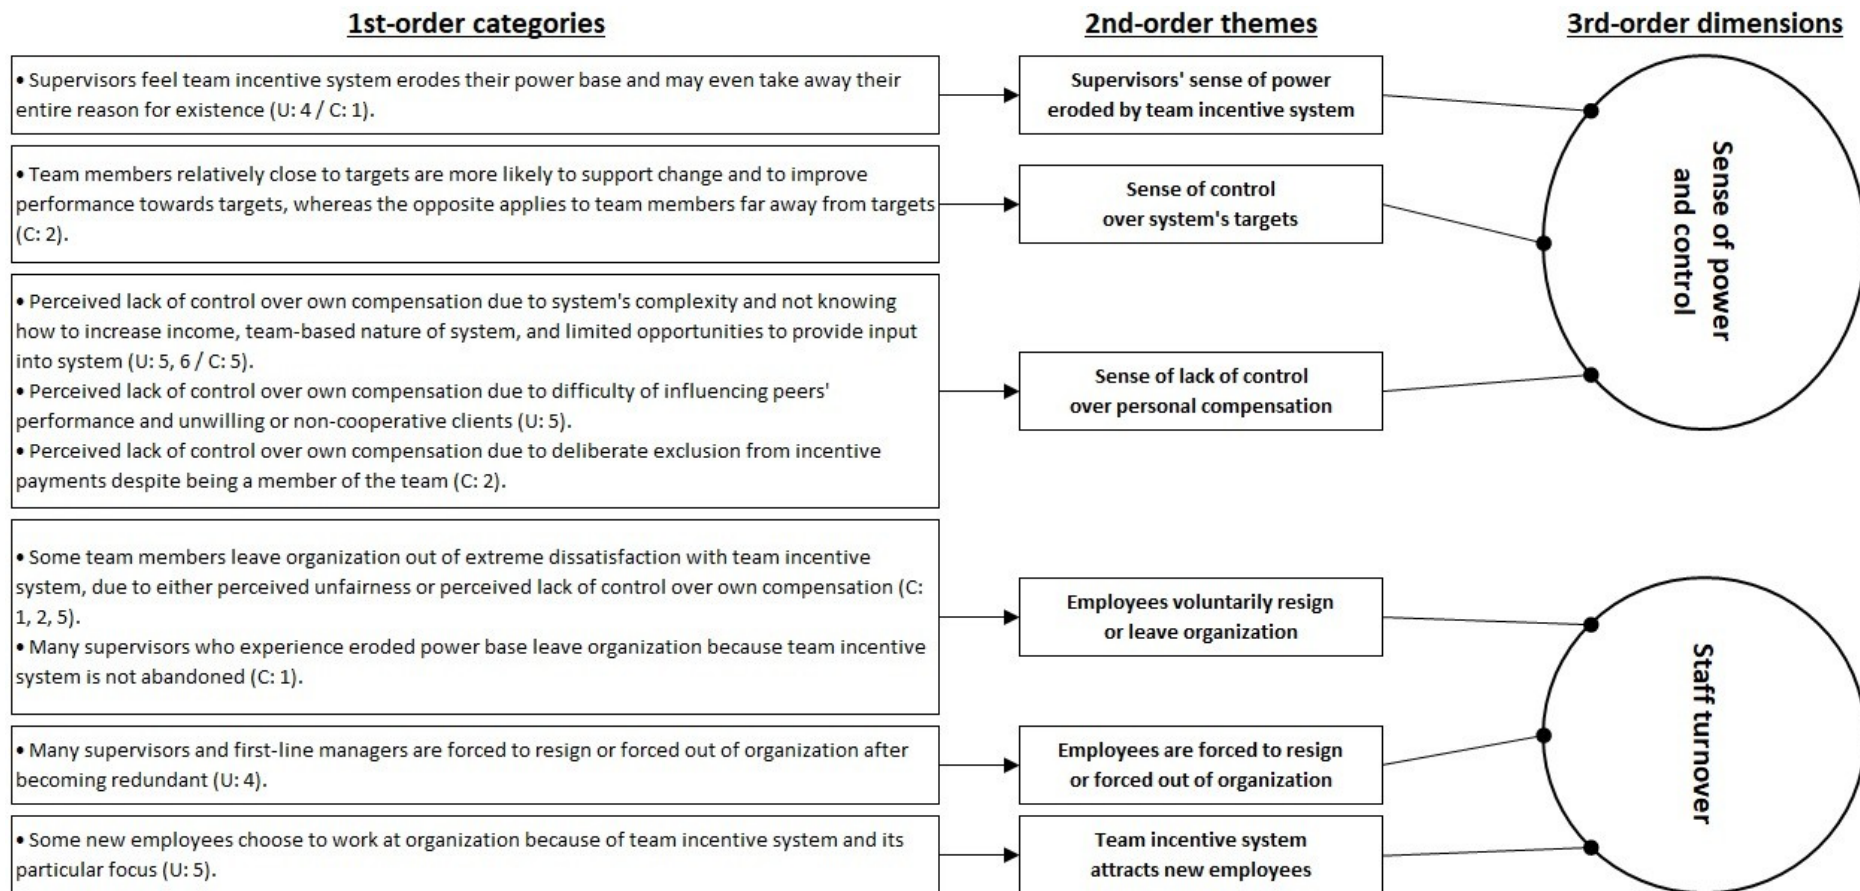 1st-order categories
2nd-order themes
3rd-order dimensions
• Supervisors feel team incentive system erodes their power base and may even take away their
entire reason for existence (U: 4 / C: 1).
Supervisors' sense of power
eroded by team incentive system
• Team members relatively close to targets are more likely to support change and to improve
performance towards targets, whereas the opposite applies to team members far away from targets
(C: 2).
Sense of control
over system's targets
• Perceived lack of control over own compensation due to system's complexity and not knowing
how to increase income, team-based nature of system, and limited opportunities to provide input
into system (U: 5, 6 / C: 5).
• Perceived lack of control over own compensation due to difficulty of influencing peers'
performance and unwilling or non-cooperative clients (U: 5).
• Perceived lack of control over own compensation due to deliberate exclusion from incentive
payments despite being a member of the team (C: 2).
Sense of lack of control
over personal compensation
Sense of power
and control
• Some team members leave organization out of extreme dissatisfaction with team incentive
system, due to either perceived unfairness or perceived lack of control over own compensation (C:
1, 2, 5).
• Many supervisors who experience eroded power base leave organization because team incentive
system is not abandoned (C: 1).
Employees voluntarily resign
or leave organization
• Many supervisors and first-line managers are forced to resign or forced out of organization after
becoming redundant (U: 4).
Employees are forced to resign
or forced out of organization
• Some new employees choose to work at organization because of team incentive system and its
particular focus (U: 5).
Team incentive system
attracts new employees
Staff turnover